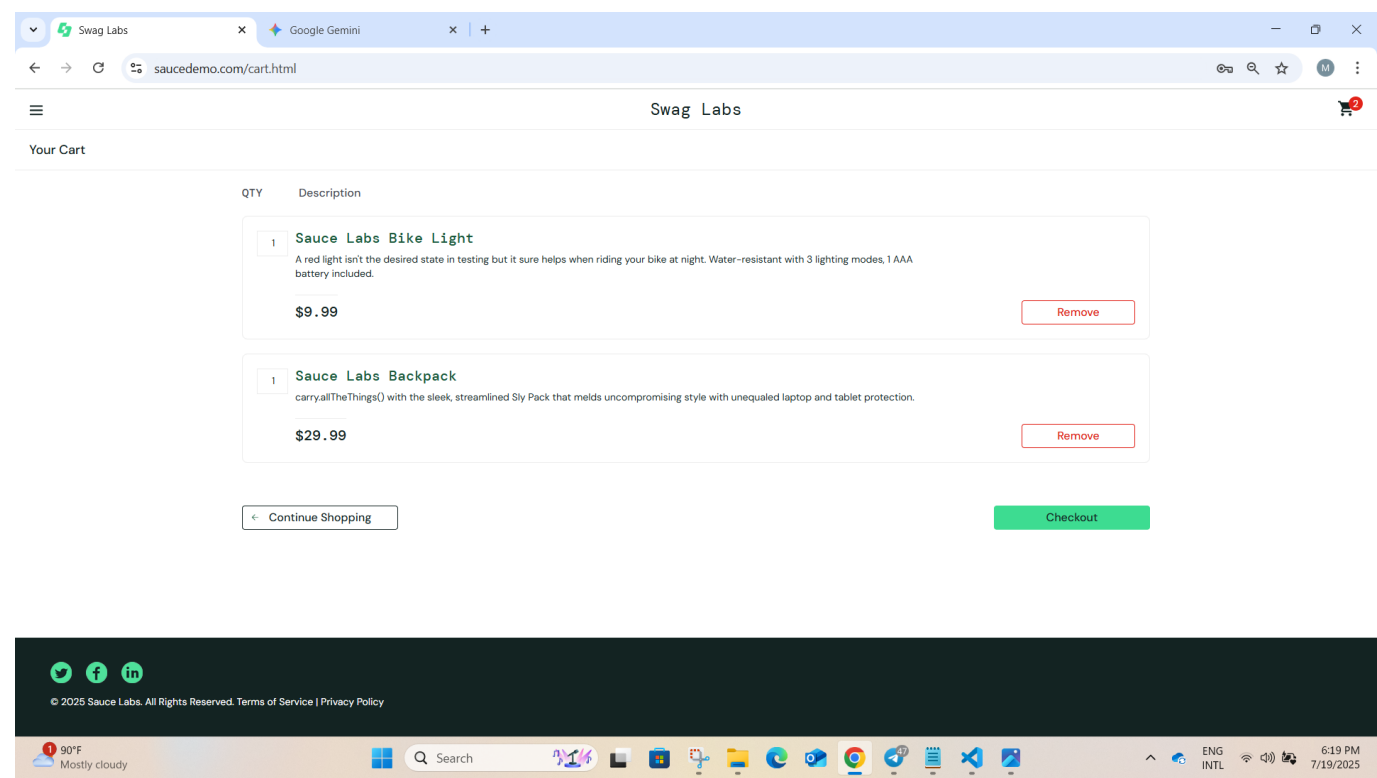 Swag Labs
Google Gemini
saucedemo.com/cart.html
M
Swag Labs
2
Your Cart
QTY Description
1 Sauce Labs Bike Light
A red light isn't the desired state in testing but it sure helps when riding your bike at night. Water-resistant with 3 lighting modes, 1 AAA
battery included.
$9.99
Remove
1 Sauce Labs Backpack
carry.allTheThings() with the sleek, streamlined Sly Pack that melds uncompromising style with unequaled laptop and tablet protection.
$29.99
Remove
Continue Shopping
Checkout
© 2025 Sauce Labs. All Rights Reserved. Terms of Service | Privacy Policy
1
90°F
Mostly cloudy
Search
47
ENG
INTL
6:19 PM
7/19/2025